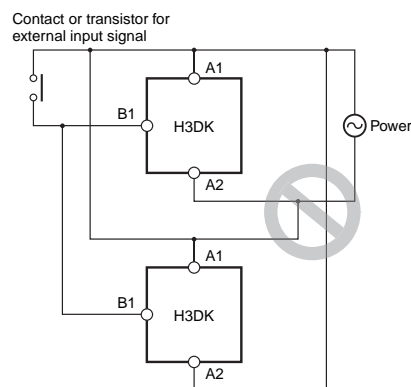 Contact or transistor for
external input signal
A1
B1
H3DK
Power
A2
A1
B1
H3DK
A2